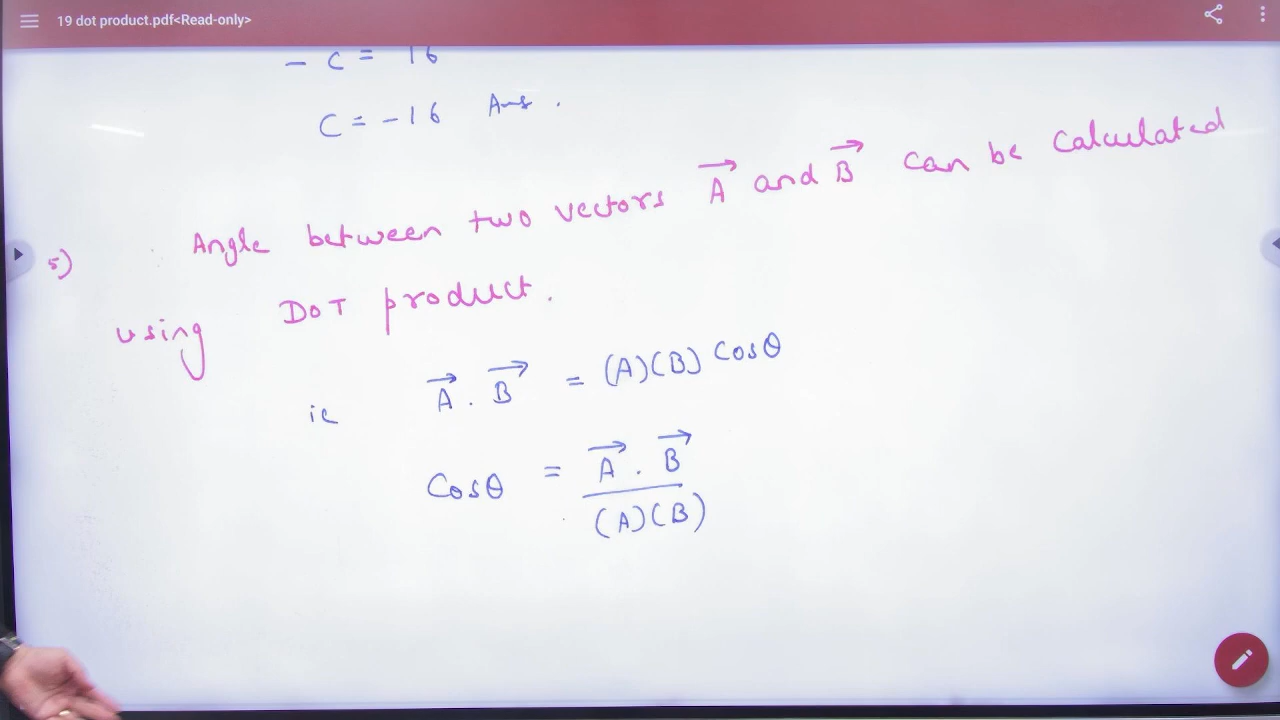 19 dot product.pdf<Read-only>
- C = 16
C = -16 Ans.
5) Angle between two vectors A⃗ and B⃗ can be calculated
using DOT product.
ie A⃗ . B⃗ = (A)(B) Cosθ
Cosθ = A⃗ . B⃗ / (A)(B)